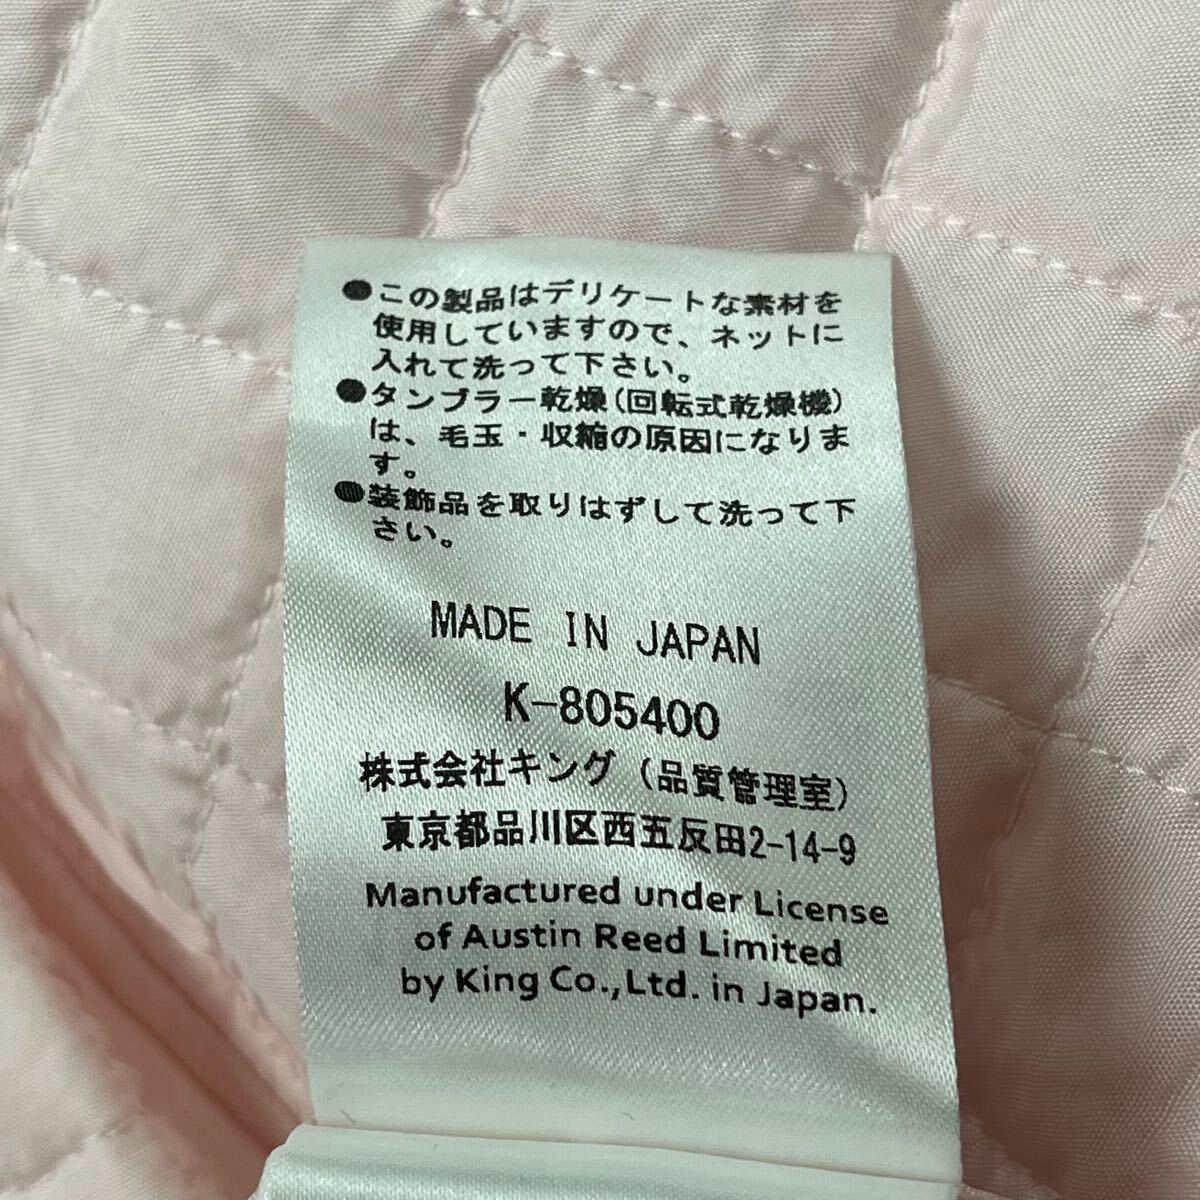 ●この製品はデリケートな素材を
使用していますので、ネットに
入れて洗って下さい。
●タンブラー乾燥(回転式乾燥機)
は、毛玉・収縮の原因になりま
す。
●装飾品を取りはずして洗って下
さい。
MADE IN JAPAN
K-805400
株式会社キング(品質管理室)
東京都品川区西五反田2-14-9
Manufactured under License
of Austin Reed Limited
by King Co.,Ltd. in Japan.